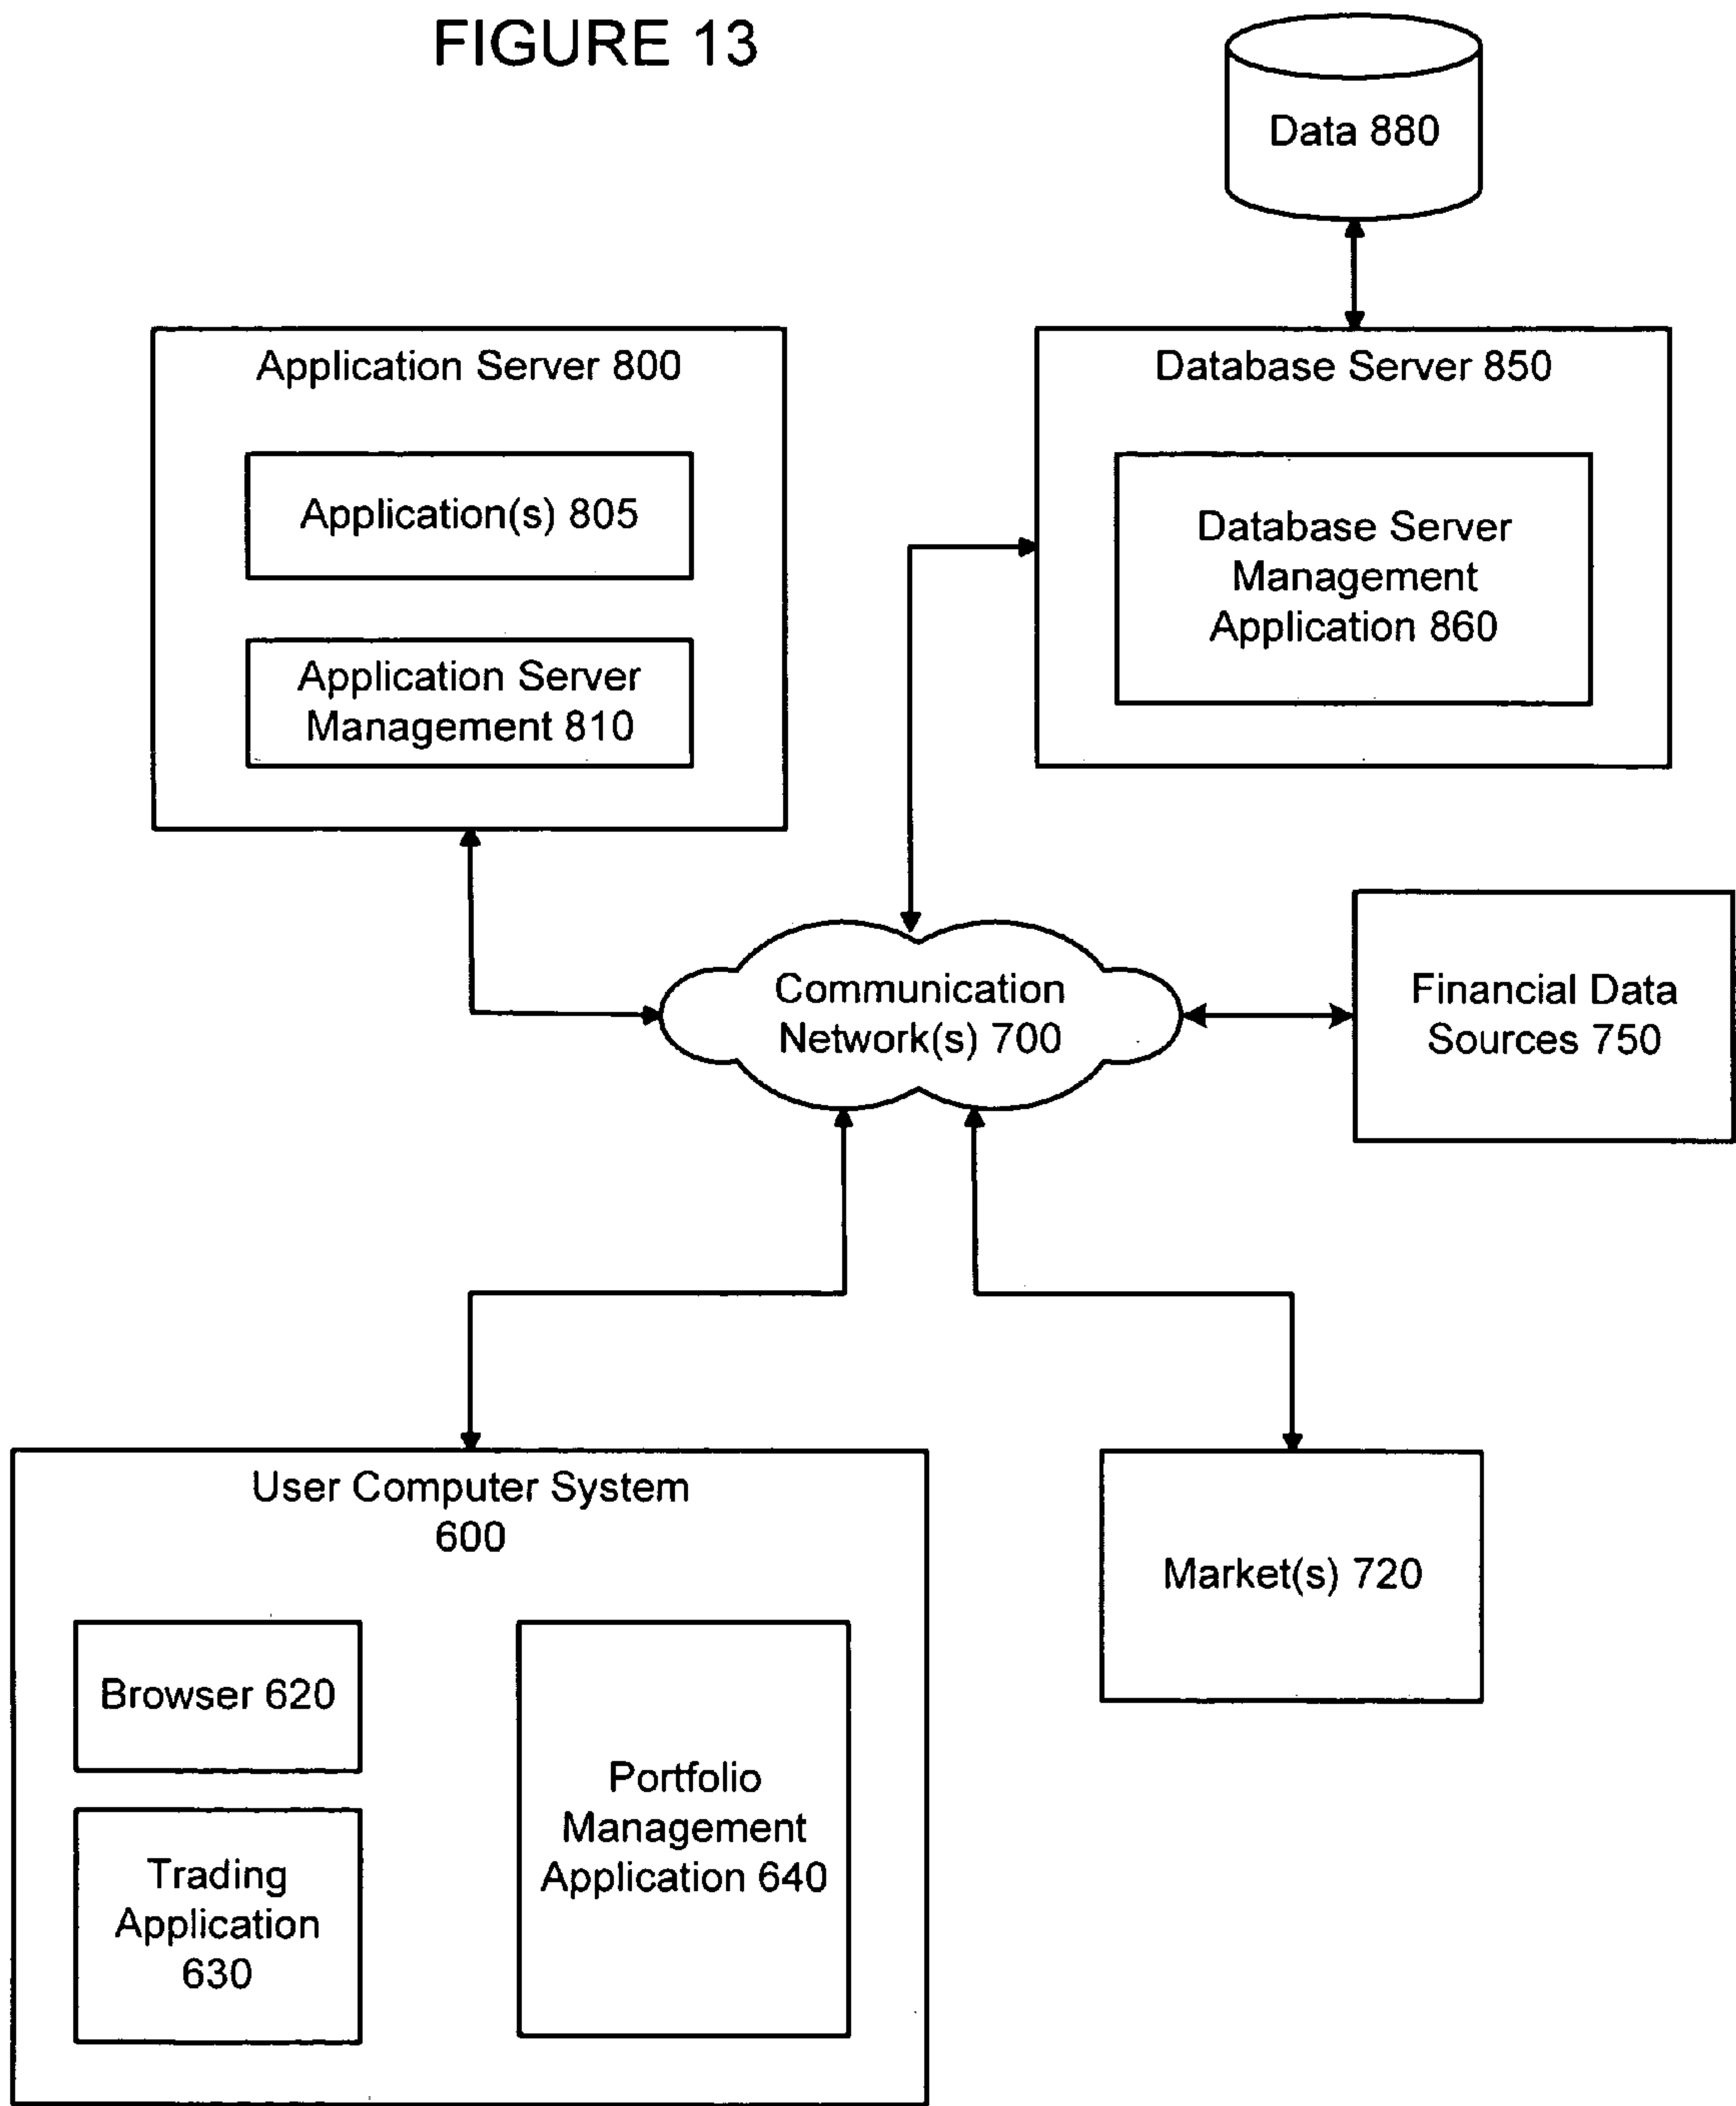 FIGURE 13
Data 880
Application Server 800
Application(s) 805
Application Server
Management 810
Database Server 850
Database Server
Management
Application 860
Communication
Network(s) 700
Financial Data
Sources 750
User Computer System
600
Browser 620
Trading
Application
630
Portfolio
Management
Application 640
Market(s) 720